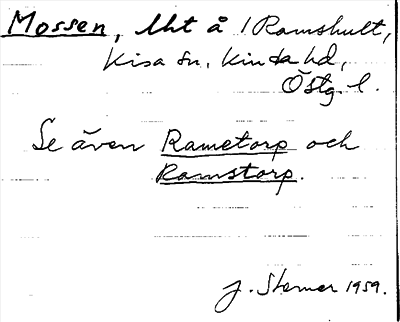 Mossen, lht å 1 Ramshult,
Kisa sn, Kinda hd,
Östg. l.
Se även Rametorp och
Ramstorp.
J. Sterner 1959.